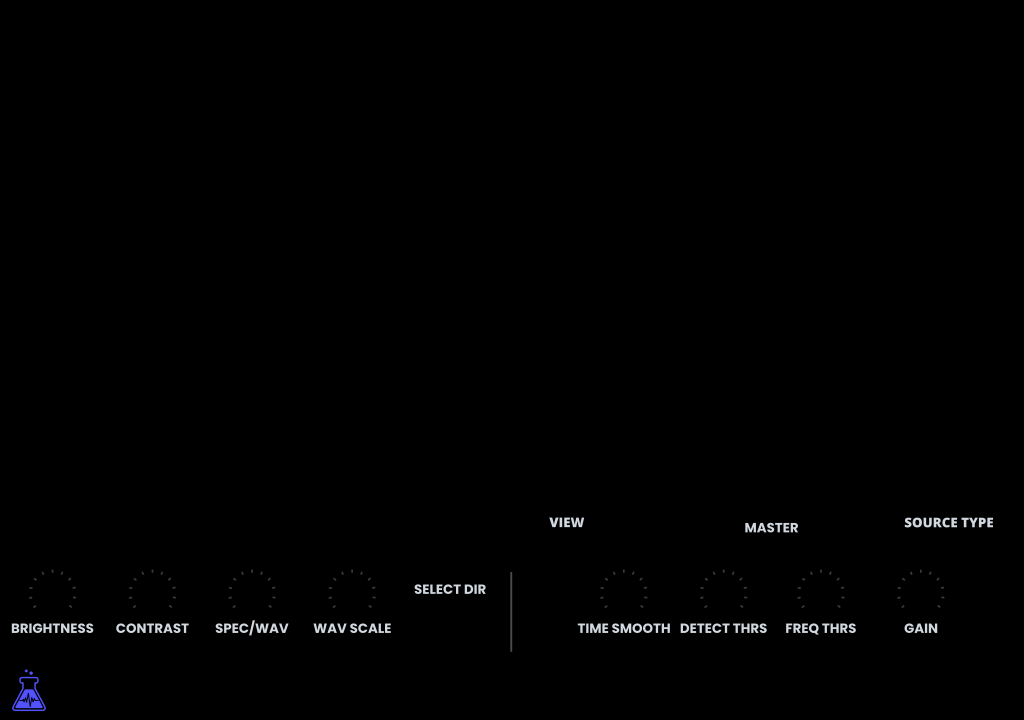 VIEW
MASTER
SOURCE TYPE
SELECT DIR
BRIGHTNESS
CONTRAST
SPEC/WAV
WAV SCALE
TIME SMOOTH
DETECT THRS
FREQ THRS
GAIN